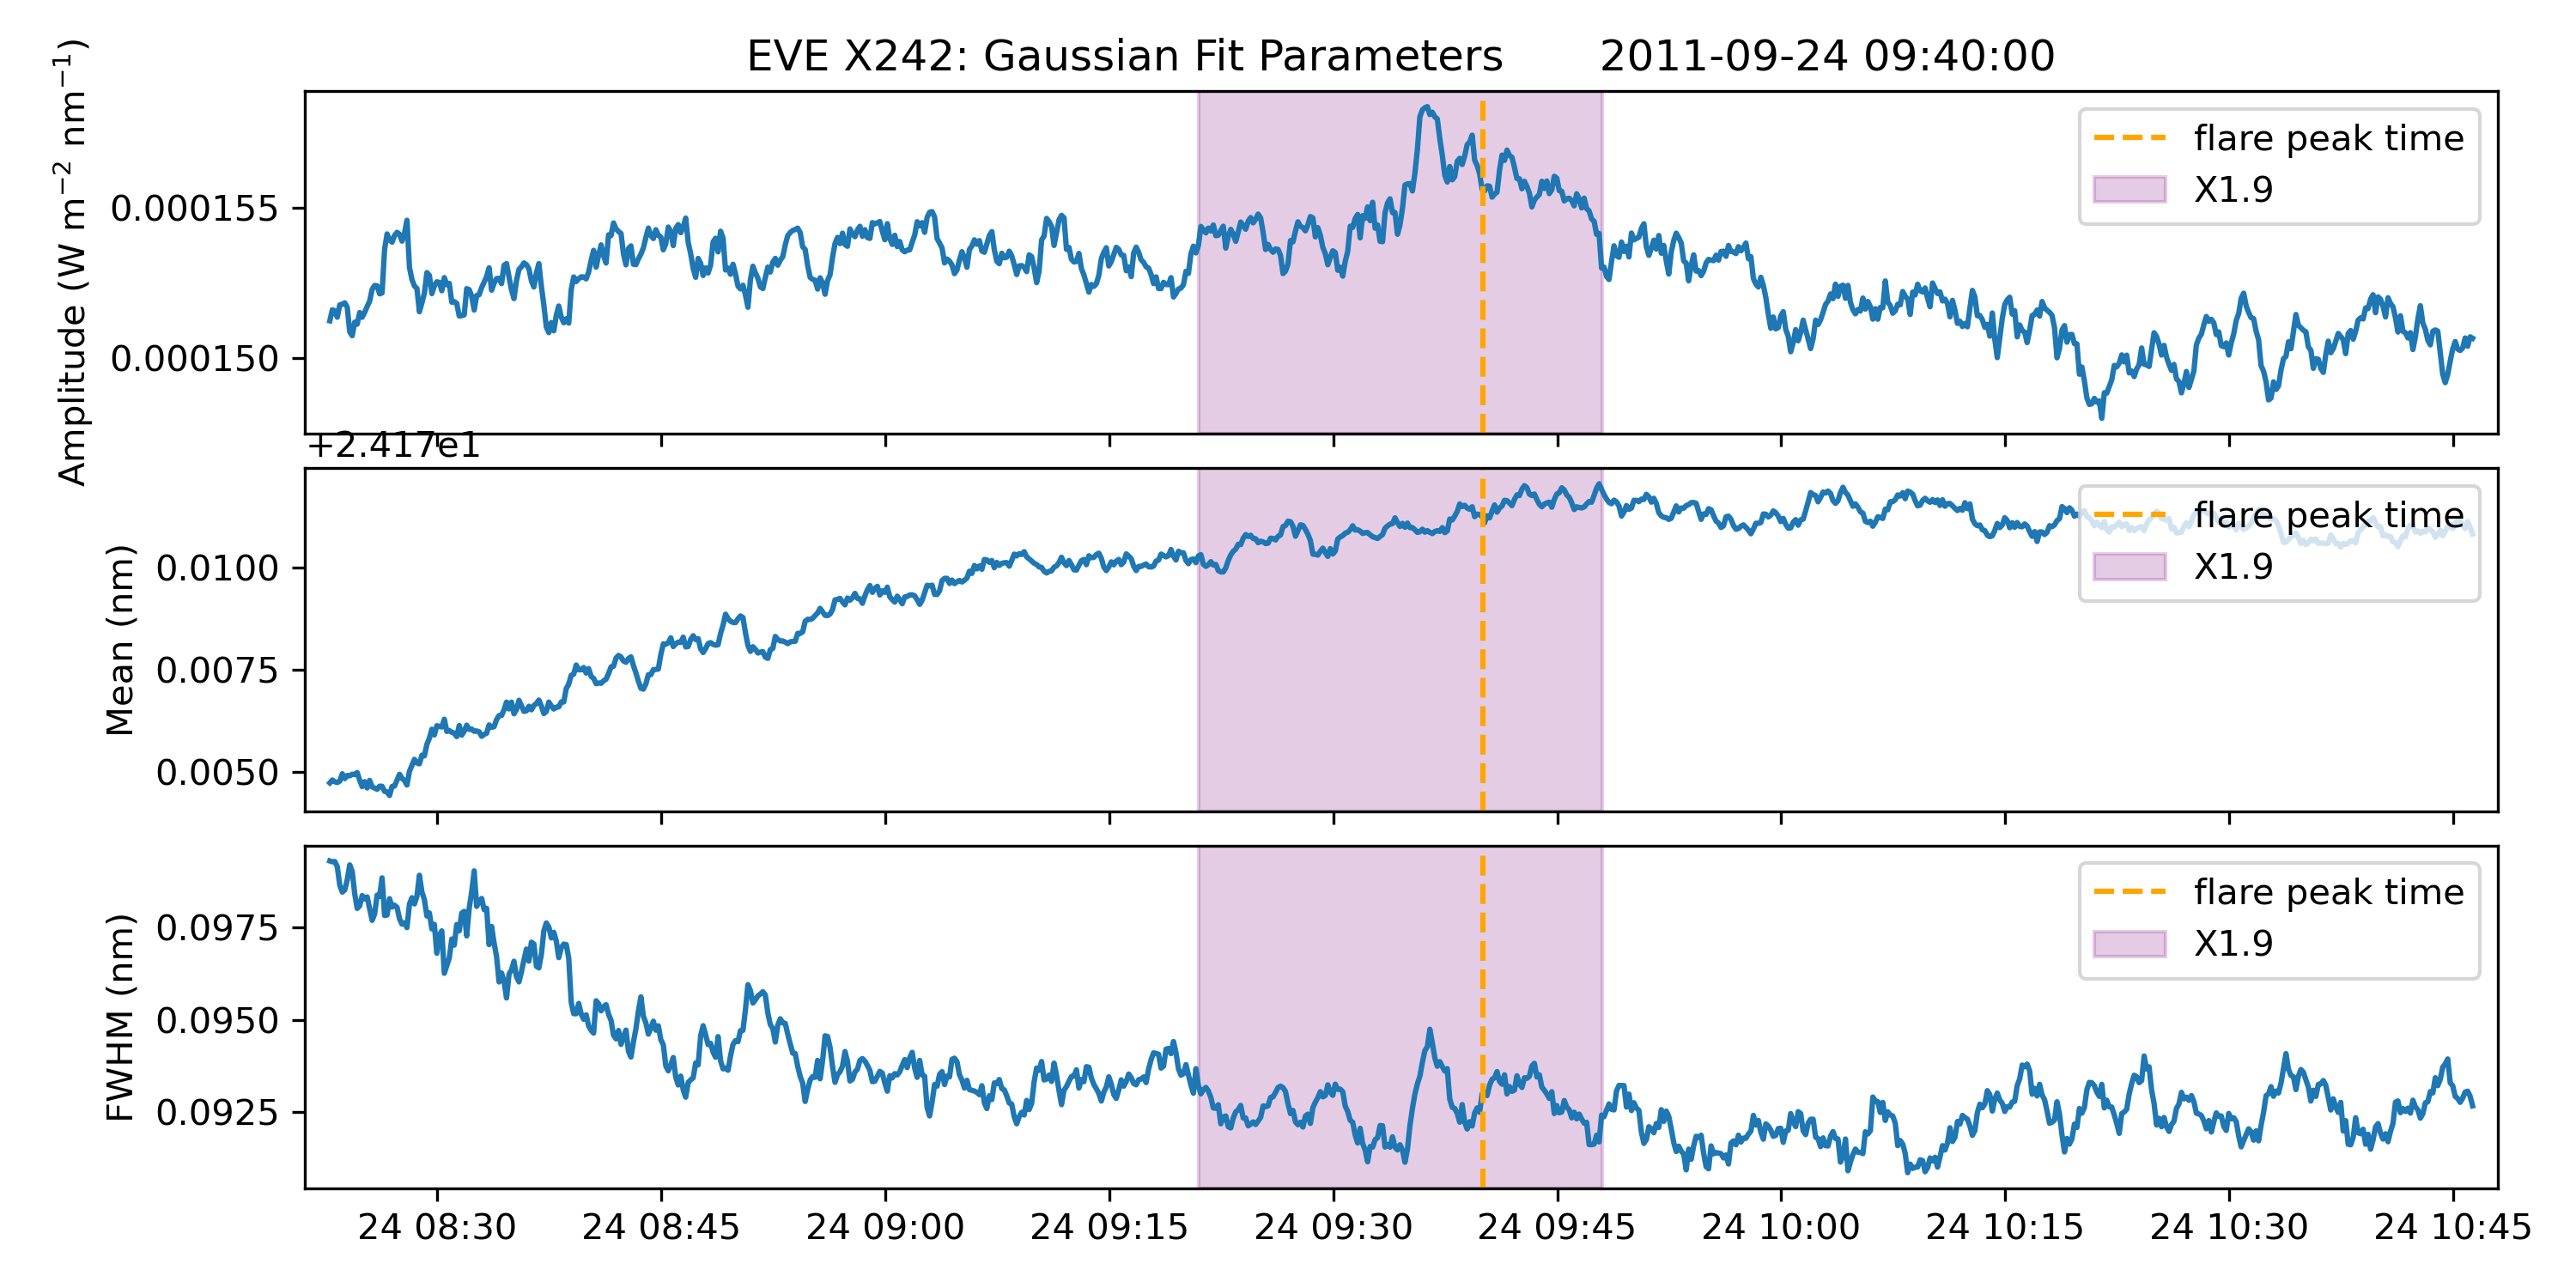 EVE X242: Gaussian Fit Parameters 2011-09-24 09:40:00
Amplitude (W m⁻² nm⁻¹)
0.000155
0.000150
flare peak time
X1.9
+2.417e1
Mean (nm)
0.0100
0.0075
0.0050
flare peak time
X1.9
FWHM (nm)
0.0975
0.0950
0.0925
flare peak time
X1.9
24 08:30 24 08:45 24 09:00 24 09:15 24 09:30 24 09:45 24 10:00 24 10:15 24 10:30 24 10:45